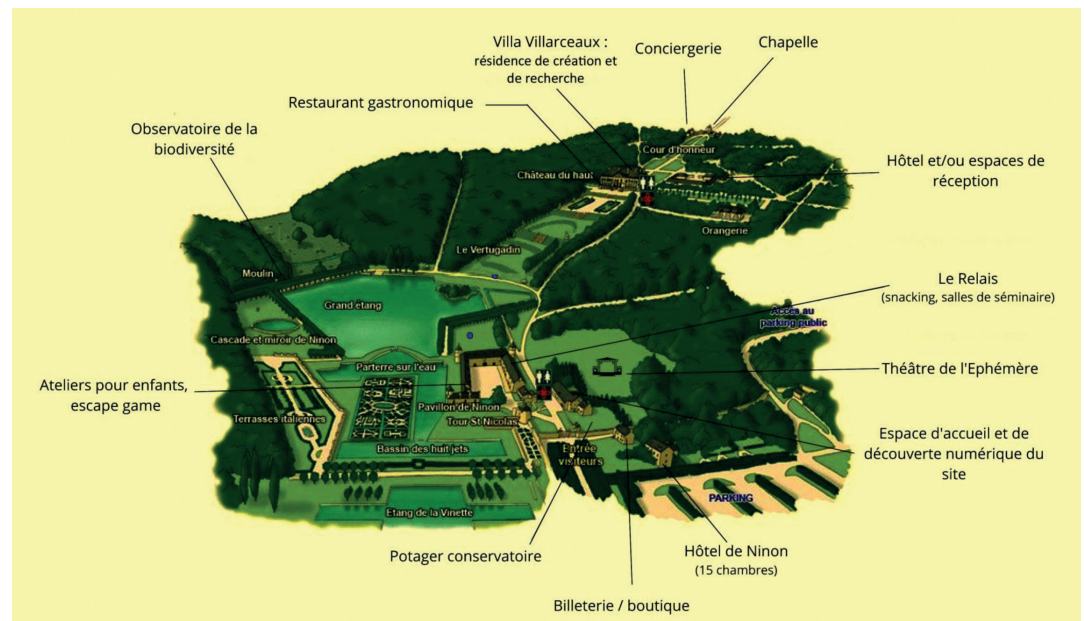 Villa Villarceaux :
résidence de création et
de recherche
Conciergerie
Chapelle
Restaurant gastronomique
Observatoire de la
biodiversité
Cour d'honneur
Hôtel et/ou espaces de
réception
Château du haut
Orangerie
Le Vertugadin
Moulin
Le Relais
(snacking, salles de séminaire)
Grand étang
Accès au
parking public
Cascade et miroir de Ninon
Parterre sur l'eau
Théâtre de l'Ephémère
Ateliers pour enfants,
escape game
Pavillon de Ninon
Terrasses italiennes
Tour St Nicolas
Espace d'accueil et de
découverte numérique du
site
Bassin des huit jets
Entrée
visiteurs
PARKING
Etang de la Vinette
Potager conservatoire
Hôtel de Ninon
(15 chambres)
Billeterie / boutique